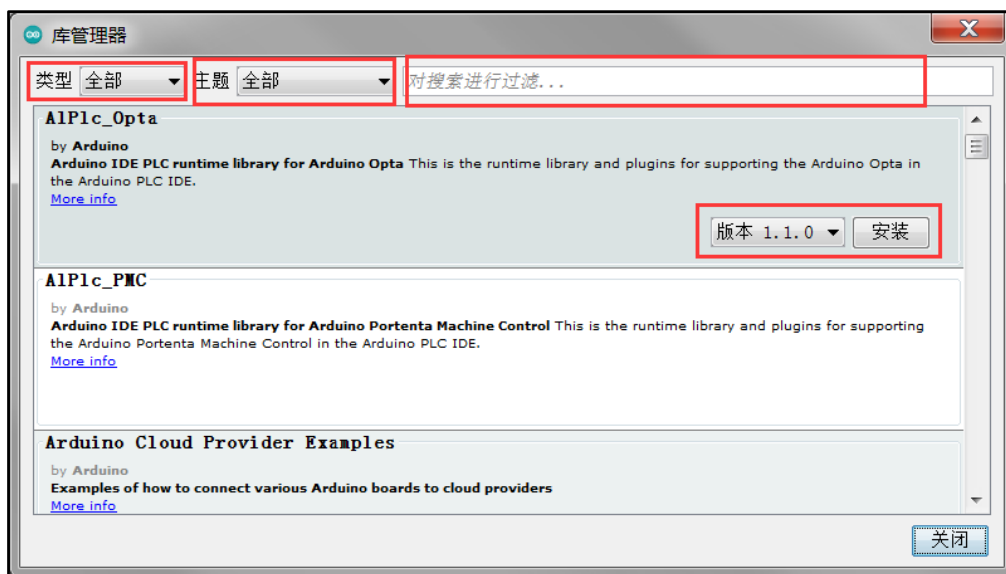 库管理器
类型 全部 主题 全部 对搜索进行过滤...
AlPlc_Opta
by Arduino
Arduino IDE PLC runtime library for Arduino Opta This is the runtime library and plugins for supporting the Arduino Opta in
the Arduino PLC IDE.
More info
版本 1.1.0 安装
AlPlc_PMC
by Arduino
Arduino IDE PLC runtime library for Arduino Portenta Machine Control This is the runtime library and plugins for supporting
the Arduino Portenta Machine Control in the Arduino PLC IDE.
More info
Arduino Cloud Provider Examples
by Arduino
Examples of how to connect various Arduino boards to cloud providers
More info
关闭